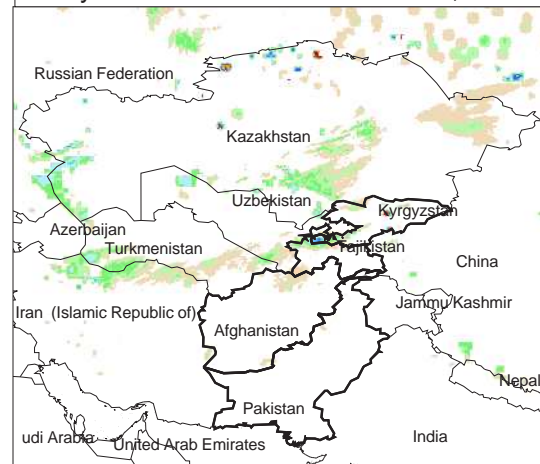 Russian Federation
Kazakhstan
Uzbekistan
Kyrgyzstan
Azerbaijan
Turkmenistan
Tajikistan
China
Jammu Kashmir
Iran (Islamic Republic of)
Afghanistan
Nepal
Pakistan
udi Arabia
United Arab Emirates
India